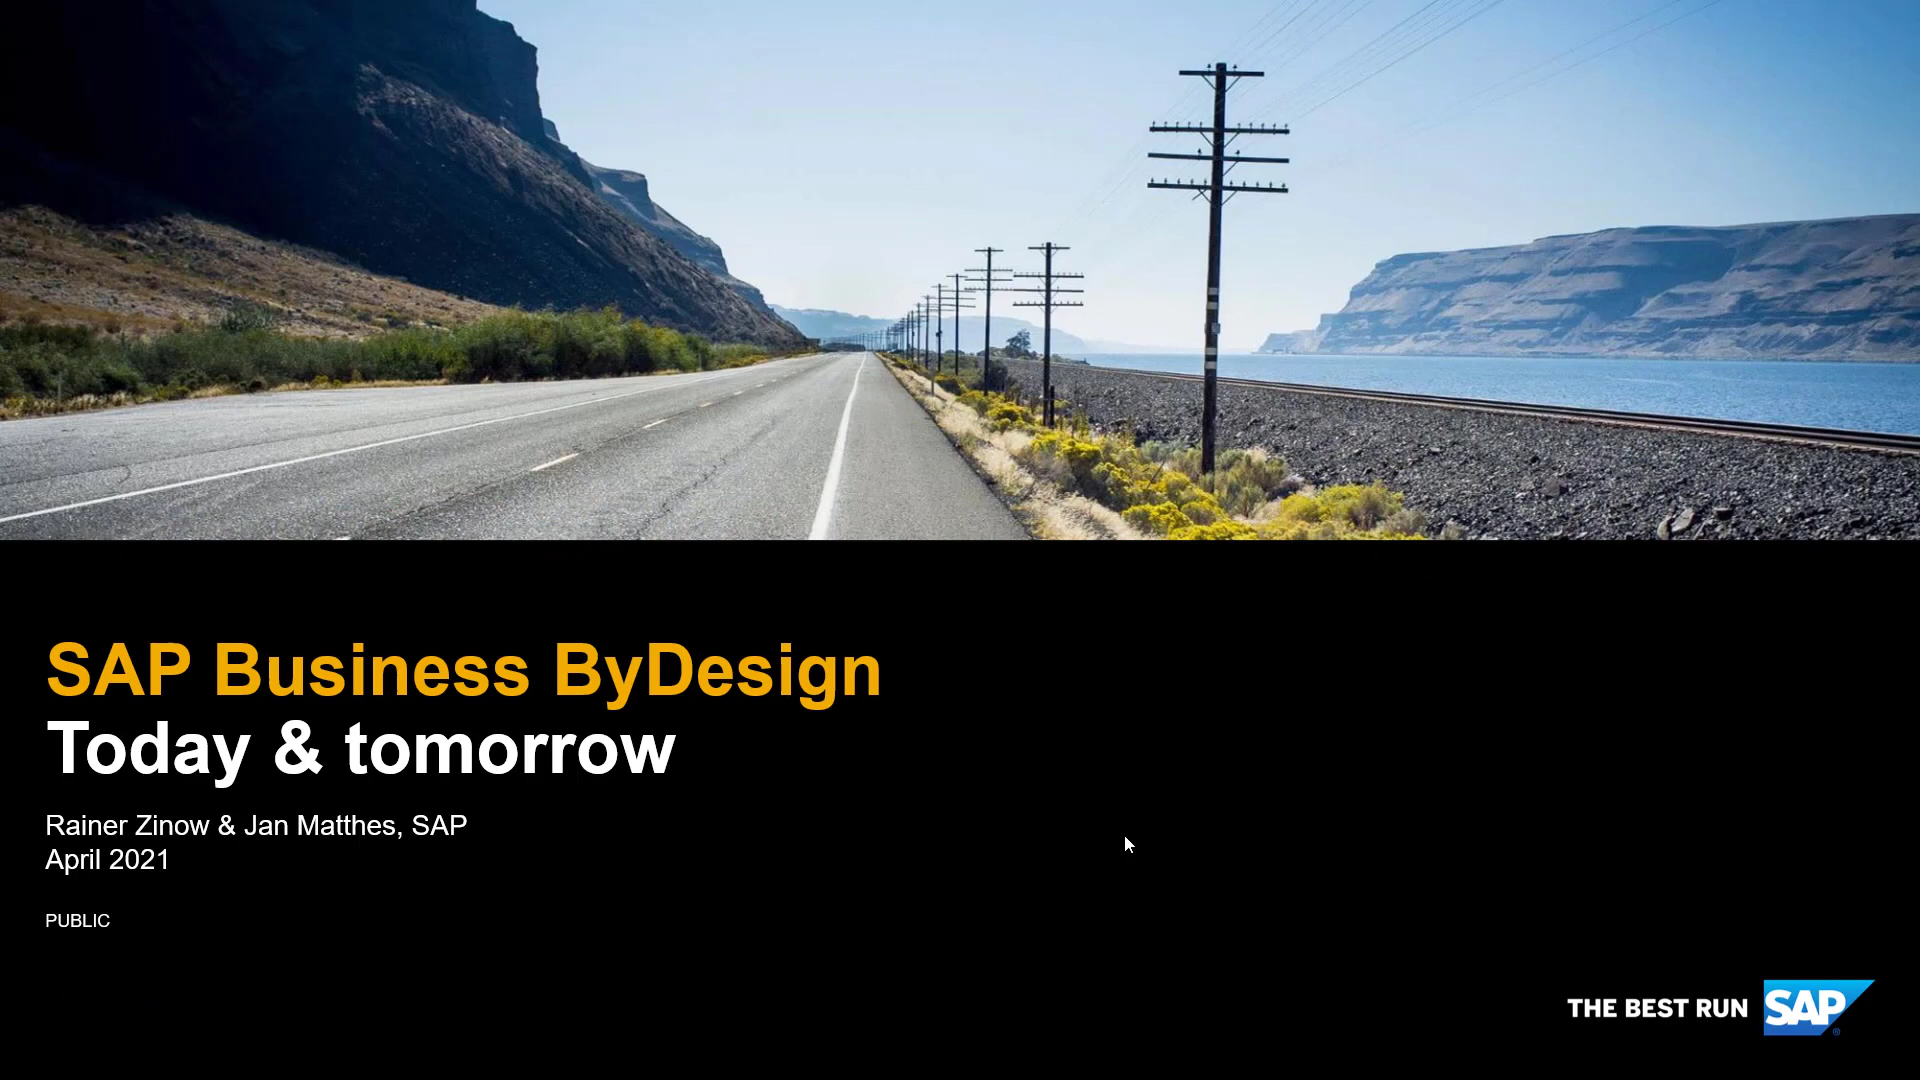 SAP Business ByDesign
Today & tomorrow
Rainer Zinow & Jan Matthes, SAP
April 2021
PUBLIC
THE BEST RUN SAP